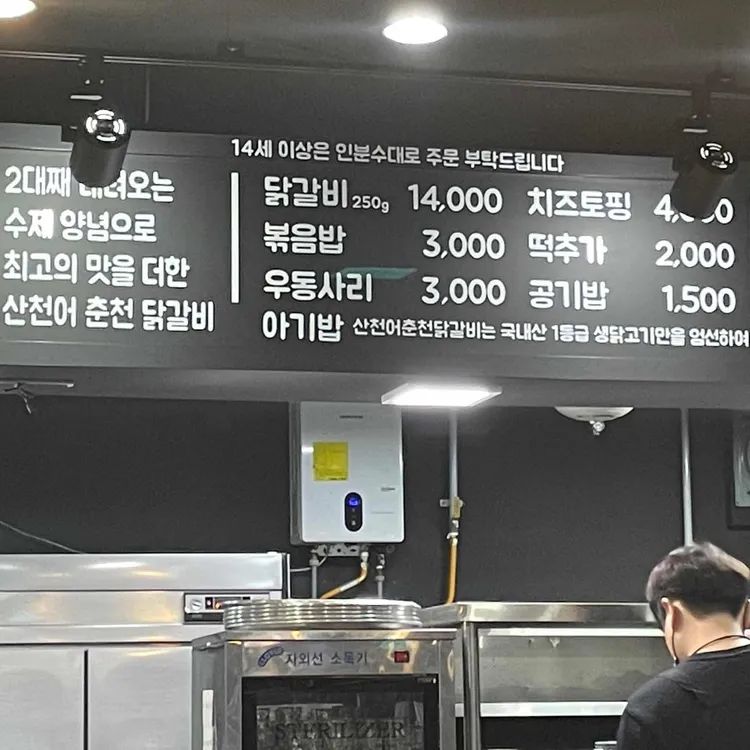 14세 이상은 인분수대로 주문 부탁드립니다
2대째 내려오는
수제 양념으로
최고의 맛을 더한
산천어 춘천 닭갈비
닭갈비 250g 14,000
볶음밥 3,000
우동사리 3,000
아기밥
치즈토핑
떡추가 2,000
공기밥 1,500
산천어춘천닭갈비는 국내산 1등급 생닭고기만을 엄선하여
자외선 소독기
STERILIZER